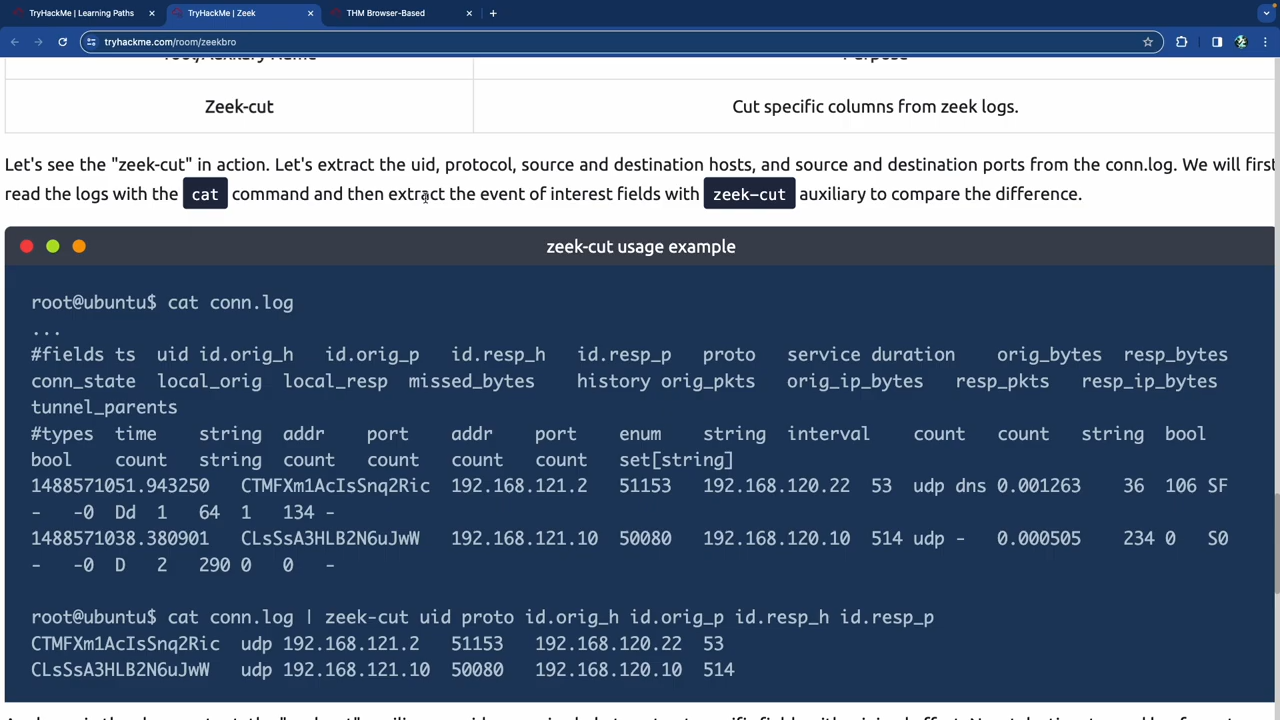 TryHackMe | Learning Paths
TryHackMe | Zeek
THM Browser-Based
tryhackme.com/room/zeekbro
Purpose
Zeek-cut
Cut specific columns from zeek logs.
Let's see the "zeek-cut" in action. Let's extract the uid, protocol, source and destination hosts, and source and destination ports from the conn.log. We will first
read the logs with the cat command and then extract the event of interest fields with zeek-cut auxiliary to compare the difference.
zeek-cut usage example
root@ubuntu$ cat conn.log
...
#fields ts uid id.orig_h id.orig_p id.resp_h id.resp_p proto service duration orig_bytes resp_bytes
conn_state local_orig local_resp missed_bytes history orig_pkts orig_ip_bytes resp_pkts resp_ip_bytes
tunnel_parents
#types time string addr port addr port enum string interval count count string bool
bool count string count count count count set[string]
1488571051.943250 CTMFXm1AcIsSnq2Ric 192.168.121.2 51153 192.168.120.22 53 udp dns 0.001263 36 106 SF
- -0 Dd 1 64 1 134 -
1488571038.380901 CLsSsA3HLB2N6uJwW 192.168.121.10 50080 192.168.120.10 514 udp - 0.000505 234 0 S0
- -0 D 2 290 0 0 -
root@ubuntu$ cat conn.log | zeek-cut uid proto id.orig_h id.orig_p id.resp_h id.resp_p
CTMFXm1AcIsSnq2Ric udp 192.168.121.2 51153 192.168.120.22 53
CLsSsA3HLB2N6uJwW udp 192.168.121.10 50080 192.168.120.10 514